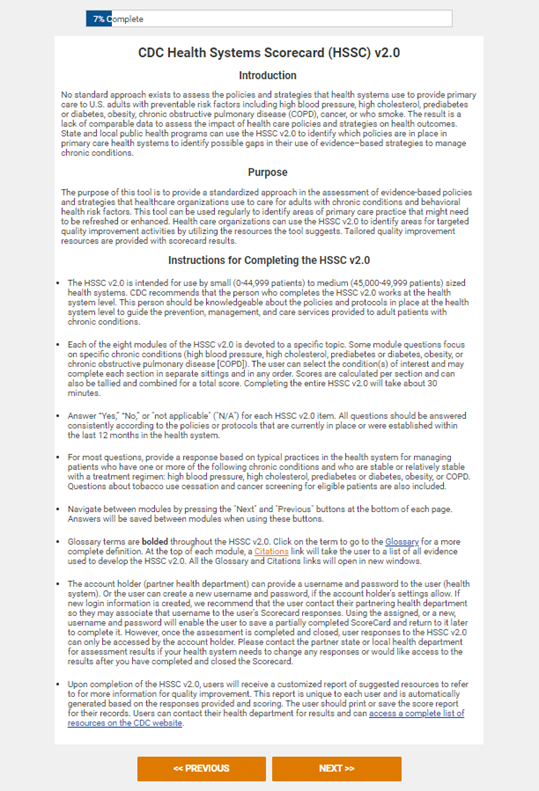 7% Complete
CDC Health Systems Scorecard (HSSC) v2.0
Introduction
No standard approach exists to assess the policies and strategies that health systems use to provide primary
care to U.S. adults with preventable risk factors including high blood pressure, high cholesterol, prediabetes
or diabetes, obesity, chronic obstructive pulmonary disease (COPD), cancer, or who smoke. The result is a
lack of comparable data to assess the impact of health care policies and strategies on health outcomes.
State and local public health programs can use the HSSC v2.0 to identify which policies are in place in
primary care health systems to identify possible gaps in their use of evidence–based strategies to manage
chronic conditions.
Purpose
The purpose of this tool is to provide a standardized approach in the assessment of evidence-based policies
and strategies that healthcare organizations use to care for adults with chronic conditions and behavioral
health risk factors. This tool can be used regularly to identify areas of primary care practice that might need
to be refreshed or enhanced. Health care organizations can use the HSSC v2.0 to identify areas for targeted
quality improvement activities by utilizing the resources the tool suggests. Tailored quality improvement
resources are provided with scorecard results.
Instructions for Completing the HSSC v2.0
• The HSSC v2.0 is intended for use by small (0-44,999 patients) to medium (45,000-49,999 patients) sized
health systems. CDC recommends that the person who completes the HSSC v2.0 works at the health
system level. This person should be knowledgeable about the policies and protocols in place at the health
system level to guide the prevention, management, and care services provided to adult patients with
chronic conditions.
• Each of the eight modules of the HSSC v2.0 is devoted to a specific topic. Some module questions focus
on specific chronic conditions (high blood pressure, high cholesterol, prediabetes or diabetes, obesity, or
chronic obstructive pulmonary disease [COPD]). The user can select the condition(s) of interest and may
complete each section in separate sittings and in any order. Scores are calculated per section and can
also be tallied and combined for a total score. Completing the entire HSSC v2.0 will take about 30
minutes.
• Answer “Yes,” “No,” or "not applicable" ("N/A") for each HSSC v2.0 item. All questions should be answered
consistently according to the policies or protocols that are currently in place or were established within
the last 12 months in the health system.
• For most questions, provide a response based on typical practices in the health system for managing
patients who have one or more of the following chronic conditions and who are stable or relatively stable
with a treatment regimen: high blood pressure, high cholesterol, prediabetes or diabetes, obesity, or COPD.
Questions about tobacco use cessation and cancer screening for eligible patients are also included.
• Navigate between modules by pressing the "Next" and "Previous" buttons at the bottom of each page.
Answers will be saved between modules when using these buttons.
• Glossary terms are bolded throughout the HSSC v2.0. Click on the term to go to the Glossary for a more
complete definition. At the top of each module, a Citations link will take the user to a list of all evidence
used to develop the HSSC v2.0. All the Glossary and Citations links will open in new windows.
• The account holder (partner health department) can provide a username and password to the user (health
system). Or the user can create a new username and password, if the account holder's settings allow. If
new login information is created, we recommend that the user contact their partnering health department
so they may associate that username to the user's Scorecard responses. Using the assigned, or a new,
username and password will enable the user to save a partially completed ScoreCard and return to it later
to complete it. However, once the assessment is completed and closed, user responses to the HSSC v2.0
can only be accessed by the account holder. Please contact the partner state or local health department
for assessment results if your health system needs to change any responses or would like access to the
results after you have completed and closed the Scorecard.
• Upon completion of the HSSC v2.0, users will receive a customized report of suggested resources to refer
to for more information for quality improvement. This report is unique to each user and is automatically
generated based on the responses provided and scoring. The user should print or save the score report
for their records. Users can contact their health department for results and can access a complete list of
resources on the CDC website.
<< PREVIOUS
NEXT >>